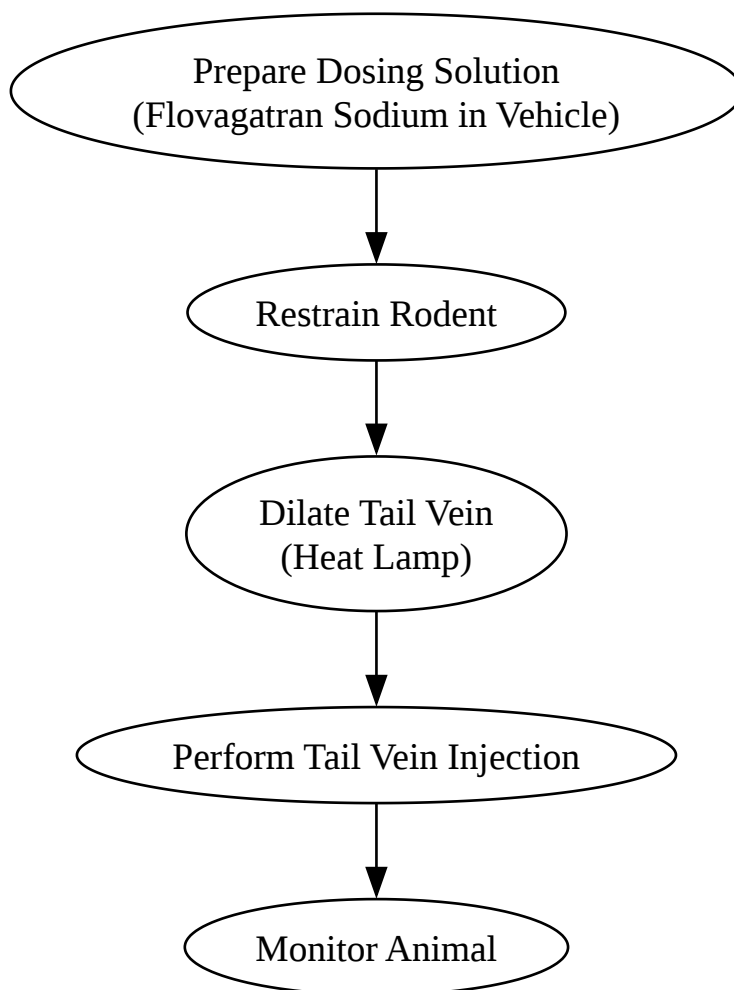 Prepare Dosing Solution
(Flovagatran Sodium in Vehicle)
Restrain Rodent
Dilate Tail Vein
(Heat Lamp)
Perform Tail Vein Injection
Monitor Animal